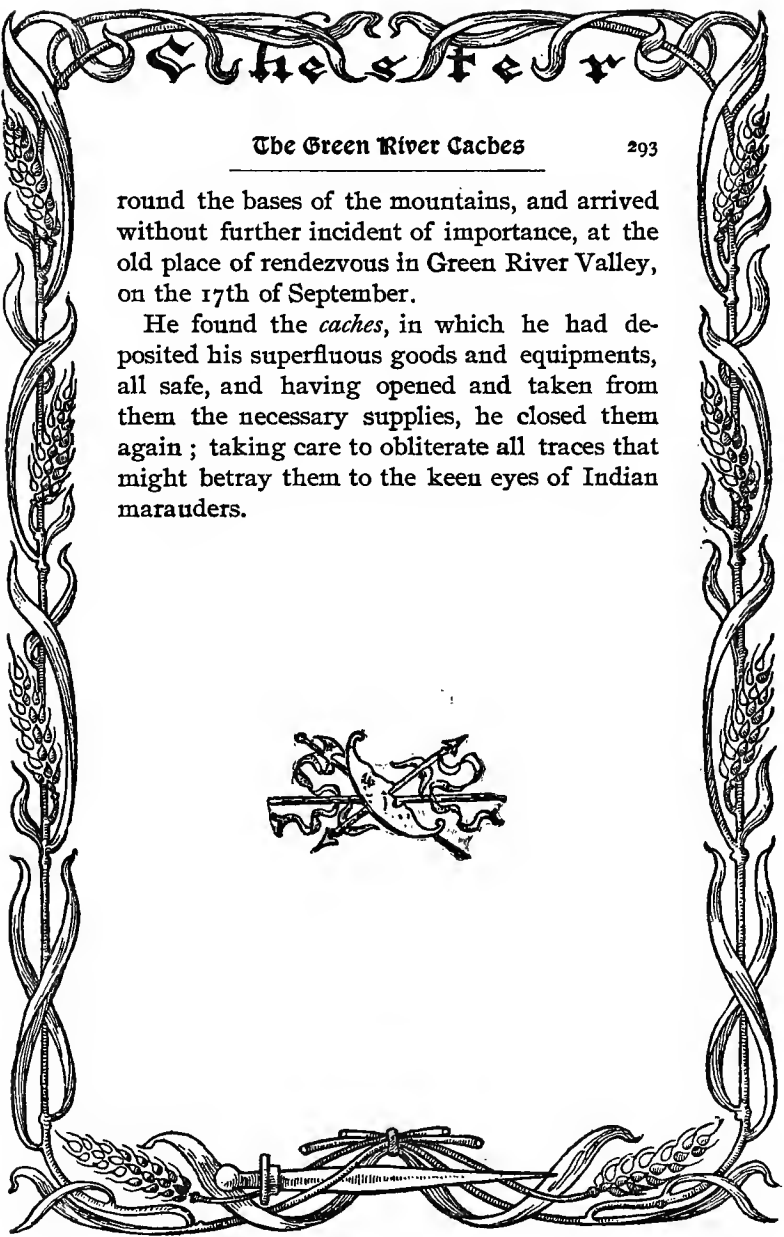 Chester
The Green River Caches 293
round the bases of the mountains, and arrived
without further incident of importance, at the
old place of rendezvous in Green River Valley,
on the 17th of September.
He found the caches, in which he had de-
posited his superfluous goods and equipments,
all safe, and having opened and taken from
them the necessary supplies, he closed them
again ; taking care to obliterate all traces that
might betray them to the keen eyes of Indian
marauders.